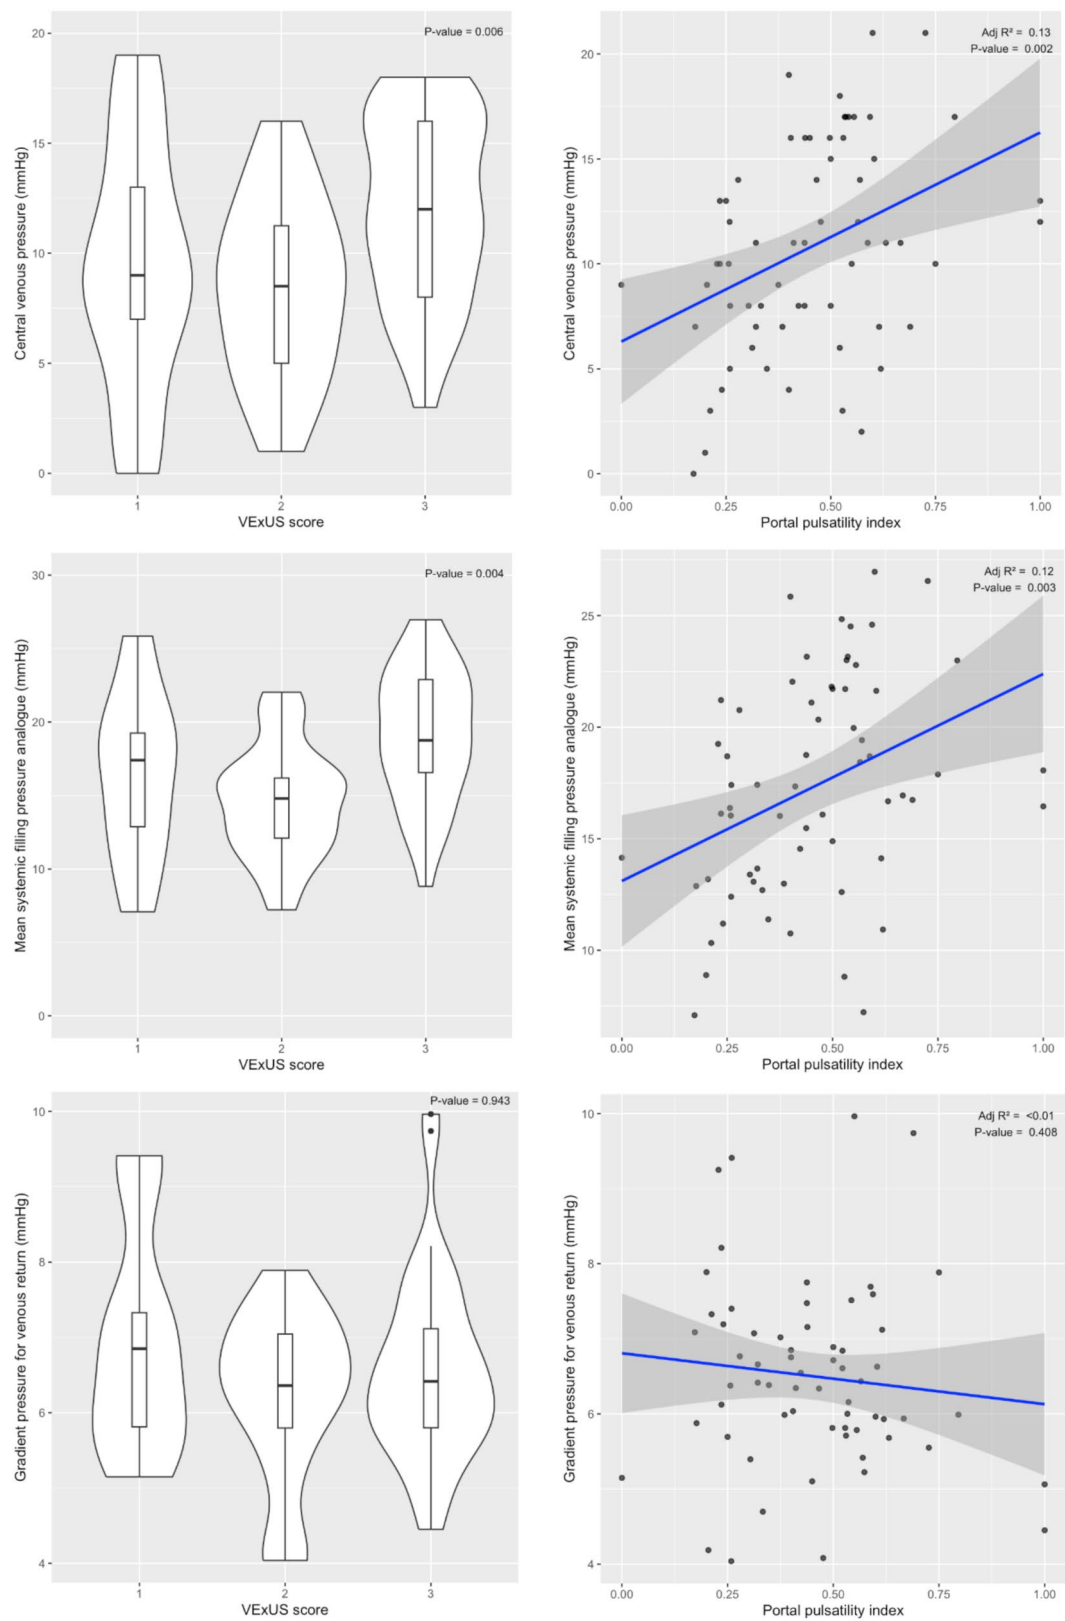 P-value = 0.006
Central venous pressure (mmHg)
20
15
10
5
0
1 2 3
VExUS score
Adj R² = 0.13
P-value = 0.002
Central venous pressure (mmHg)
20
15
10
5
0
0.00 0.25 0.50 0.75 1.00
Portal pulsatility index
P-value = 0.004
Mean systemic filling pressure analogue (mmHg)
30
20
10
0
1 2 3
VExUS score
Adj R² = 0.12
P-value = 0.003
Mean systemic filling pressure analogue (mmHg)
25
20
15
10
0.00 0.25 0.50 0.75 1.00
Portal pulsatility index
P-value = 0.943
Gradient pressure for venous return (mmHg)
10
8
6
4
1 2 3
VExUS score
Adj R² = <0.01
P-value = 0.408
Gradient pressure for venous return (mmHg)
10
8
6
4
0.00 0.25 0.50 0.75 1.00
Portal pulsatility index